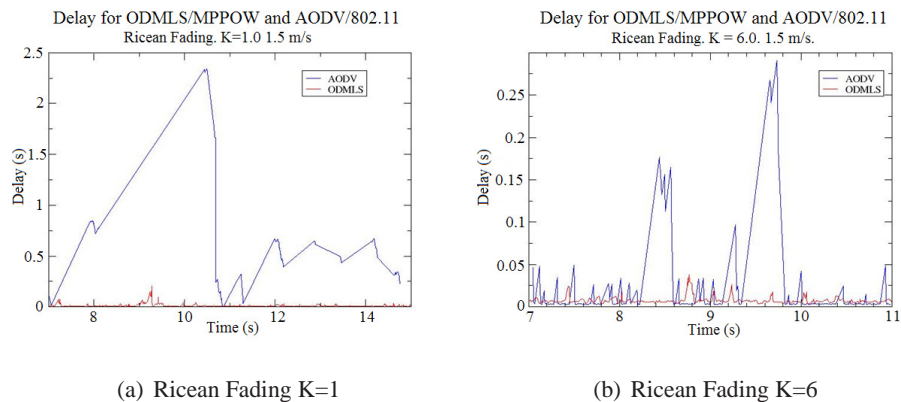 Delay for ODMLS/MPPOW and AODV/802.11
Ricean Fading. K=1.0 1.5 m/s
AODV
ODMLS
Delay (s)
2.5
2
1.5
1
0.5
0
8
10
12
14
Time (s)
(a) Ricean Fading K=1
Delay for ODMLS/MPPOW and AODV/802.11
Ricean Fading. K = 6.0. 1.5 m/s.
AODV
ODMLS
Delay (s)
0.25
0.2
0.15
0.1
0.05
0
7
8
9
10
11
Time (s)
(b) Ricean Fading K=6